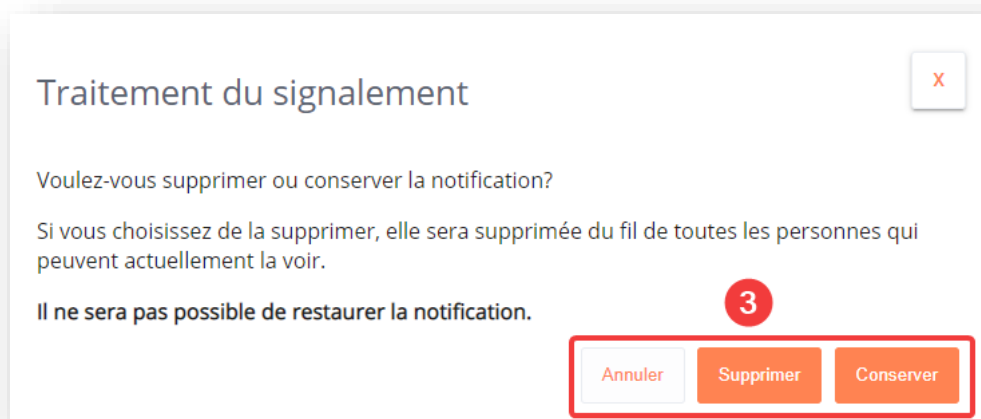 Traitement du signalement
X
Voulez-vous supprimer ou conserver la notification?
Si vous choisissez de la supprimer, elle sera supprimée du fil de toutes les personnes qui
peuvent actuellement la voir.
Il ne sera pas possible de restaurer la notification.
3
Annuler Supprimer Conserver